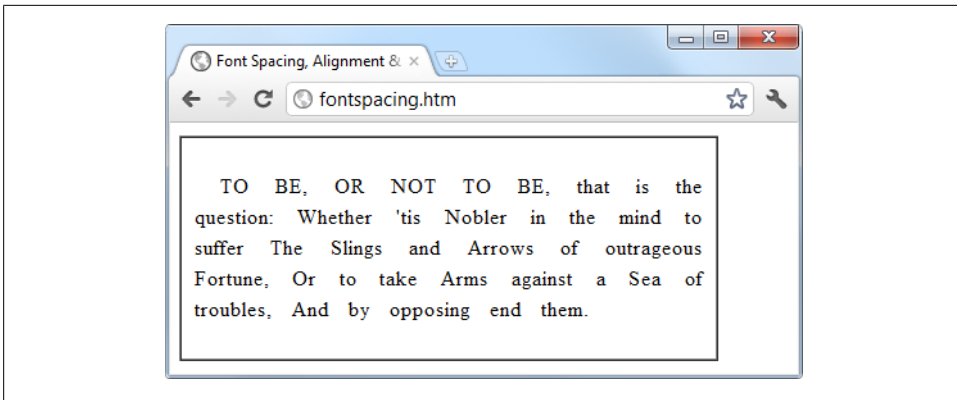 Font Spacing, Alignment &
fontspacing.htm
TO BE, OR NOT TO BE, that is the
question: Whether 'tis Nobler in the mind to
suffer The Slings and Arrows of outrageous
Fortune, Or to take Arms against a Sea of
troubles, And by opposing end them.